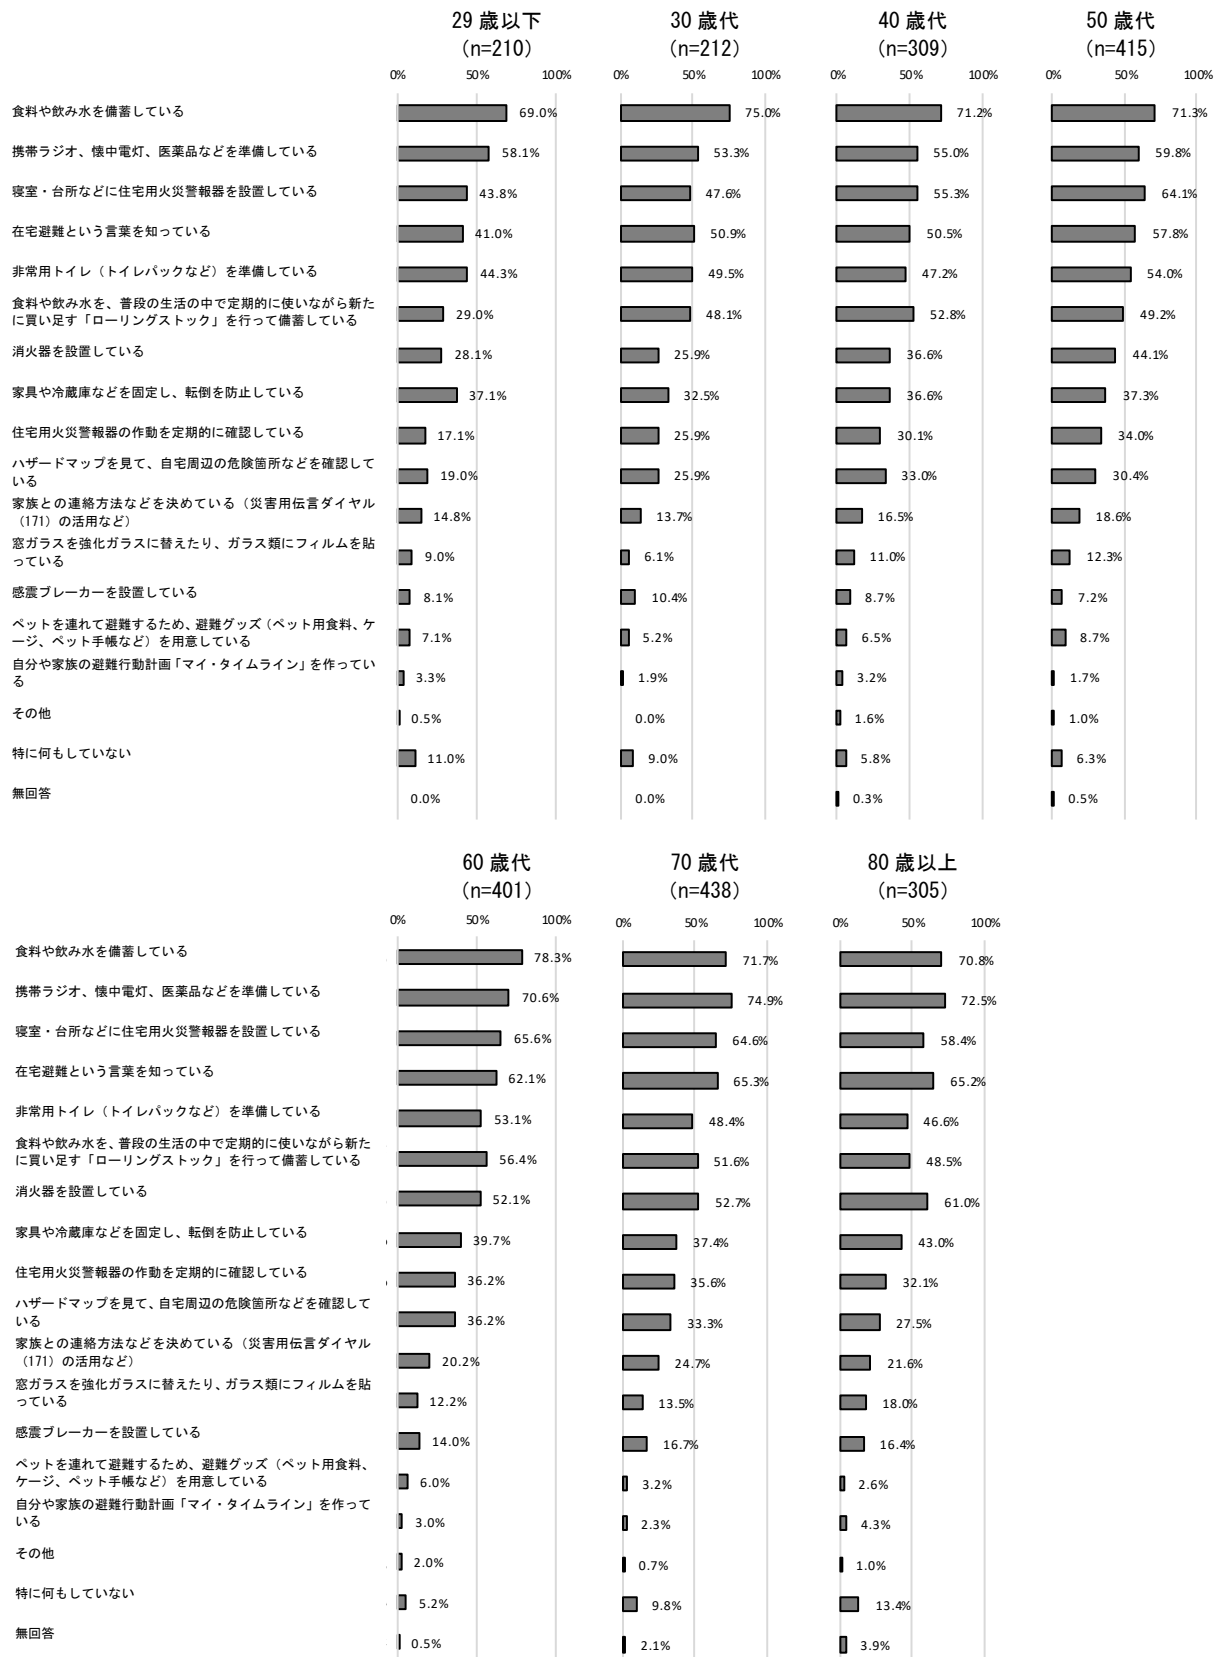 29 歳以下 30 歳代 40 歳代 50 歳代
(n=210) (n=212) (n=309) (n=415)
0% 50% 100% 0% 50% 100% 0% 50% 100% 0% 50% 100%
食料や飲み水を備蓄している 69.0% 75.0% 71.2% 71.3%
携帯ラジオ、懐中電灯、医薬品などを準備している 58.1% 53.3% 55.0% 59.8%
寝室・台所などに住宅用火災警報器を設置している 43.8% 47.6% 55.3% 64.1%
在宅避難という言葉を知っている 41.0% 50.9% 50.5% 57.8%
非常用トイレ（トイレパックなど）を準備している 44.3% 49.5% 47.2% 54.0%
食料や飲み水を、普段の生活の中で定期的に使いながら新た
に買い足す「ローリングストック」を行って備蓄している 29.0% 48.1% 52.8% 49.2%
消火器を設置している 28.1% 25.9% 36.6% 44.1%
家具や冷蔵庫などを固定し、転倒を防止している 37.1% 32.5% 36.6% 37.3%
住宅用火災警報器の作動を定期的に確認している 17.1% 25.9% 30.1% 34.0%
ハザードマップを見て、自宅周辺の危険箇所などを確認して
いる 19.0% 25.9% 33.0% 30.4%
家族との連絡方法などを決めている（災害用伝言ダイヤル
（171）の活用など） 14.8% 13.7% 16.5% 18.6%
窓ガラスを強化ガラスに替えたり、ガラス類にフィルムを貼
っている 9.0% 6.1% 11.0% 12.3%
感震ブレーカーを設置している 8.1% 10.4% 8.7% 7.2%
ペットを連れて避難するため、避難グッズ（ペット用食料、ケ
ージ、ペット手帳など）を用意している 7.1% 5.2% 6.5% 8.7%
自分や家族の避難行動計画「マイ・タイムライン」を作ってい
る 3.3% 1.9% 3.2% 1.7%
その他 0.5% 0.0% 1.6% 1.0%
特に何もしていない 11.0% 9.0% 5.8% 6.3%
無回答 0.0% 0.0% 0.3% 0.5%
60 歳代 70 歳代 80 歳以上
(n=401) (n=438) (n=305)
0% 50% 100% 0% 50% 100% 0% 50% 100%
食料や飲み水を備蓄している 78.3% 71.7% 70.8%
携帯ラジオ、懐中電灯、医薬品などを準備している 70.6% 74.9% 72.5%
寝室・台所などに住宅用火災警報器を設置している 65.6% 64.6% 58.4%
在宅避難という言葉を知っている 62.1% 65.3% 65.2%
非常用トイレ（トイレパックなど）を準備している 53.1% 48.4% 46.6%
食料や飲み水を、普段の生活の中で定期的に使いながら新た
に買い足す「ローリングストック」を行って備蓄している 56.4% 51.6% 48.5%
消火器を設置している 52.1% 52.7% 61.0%
家具や冷蔵庫などを固定し、転倒を防止している 39.7% 37.4% 43.0%
住宅用火災警報器の作動を定期的に確認している 36.2% 35.6% 32.1%
ハザードマップを見て、自宅周辺の危険箇所などを確認して
いる 36.2% 33.3% 27.5%
家族との連絡方法などを決めている（災害用伝言ダイヤル
（171）の活用など） 20.2% 24.7% 21.6%
窓ガラスを強化ガラスに替えたり、ガラス類にフィルムを貼
っている 12.2% 13.5% 18.0%
感震ブレーカーを設置している 14.0% 16.7% 16.4%
ペットを連れて避難するため、避難グッズ（ペット用食料、
ケージ、ペット手帳など）を用意している 6.0% 3.2% 2.6%
自分や家族の避難行動計画「マイ・タイムライン」を作って
いる 3.0% 2.3% 4.3%
その他 2.0% 0.7% 1.0%
特に何もしていない 5.2% 9.8% 13.4%
無回答 0.5% 2.1% 3.9%